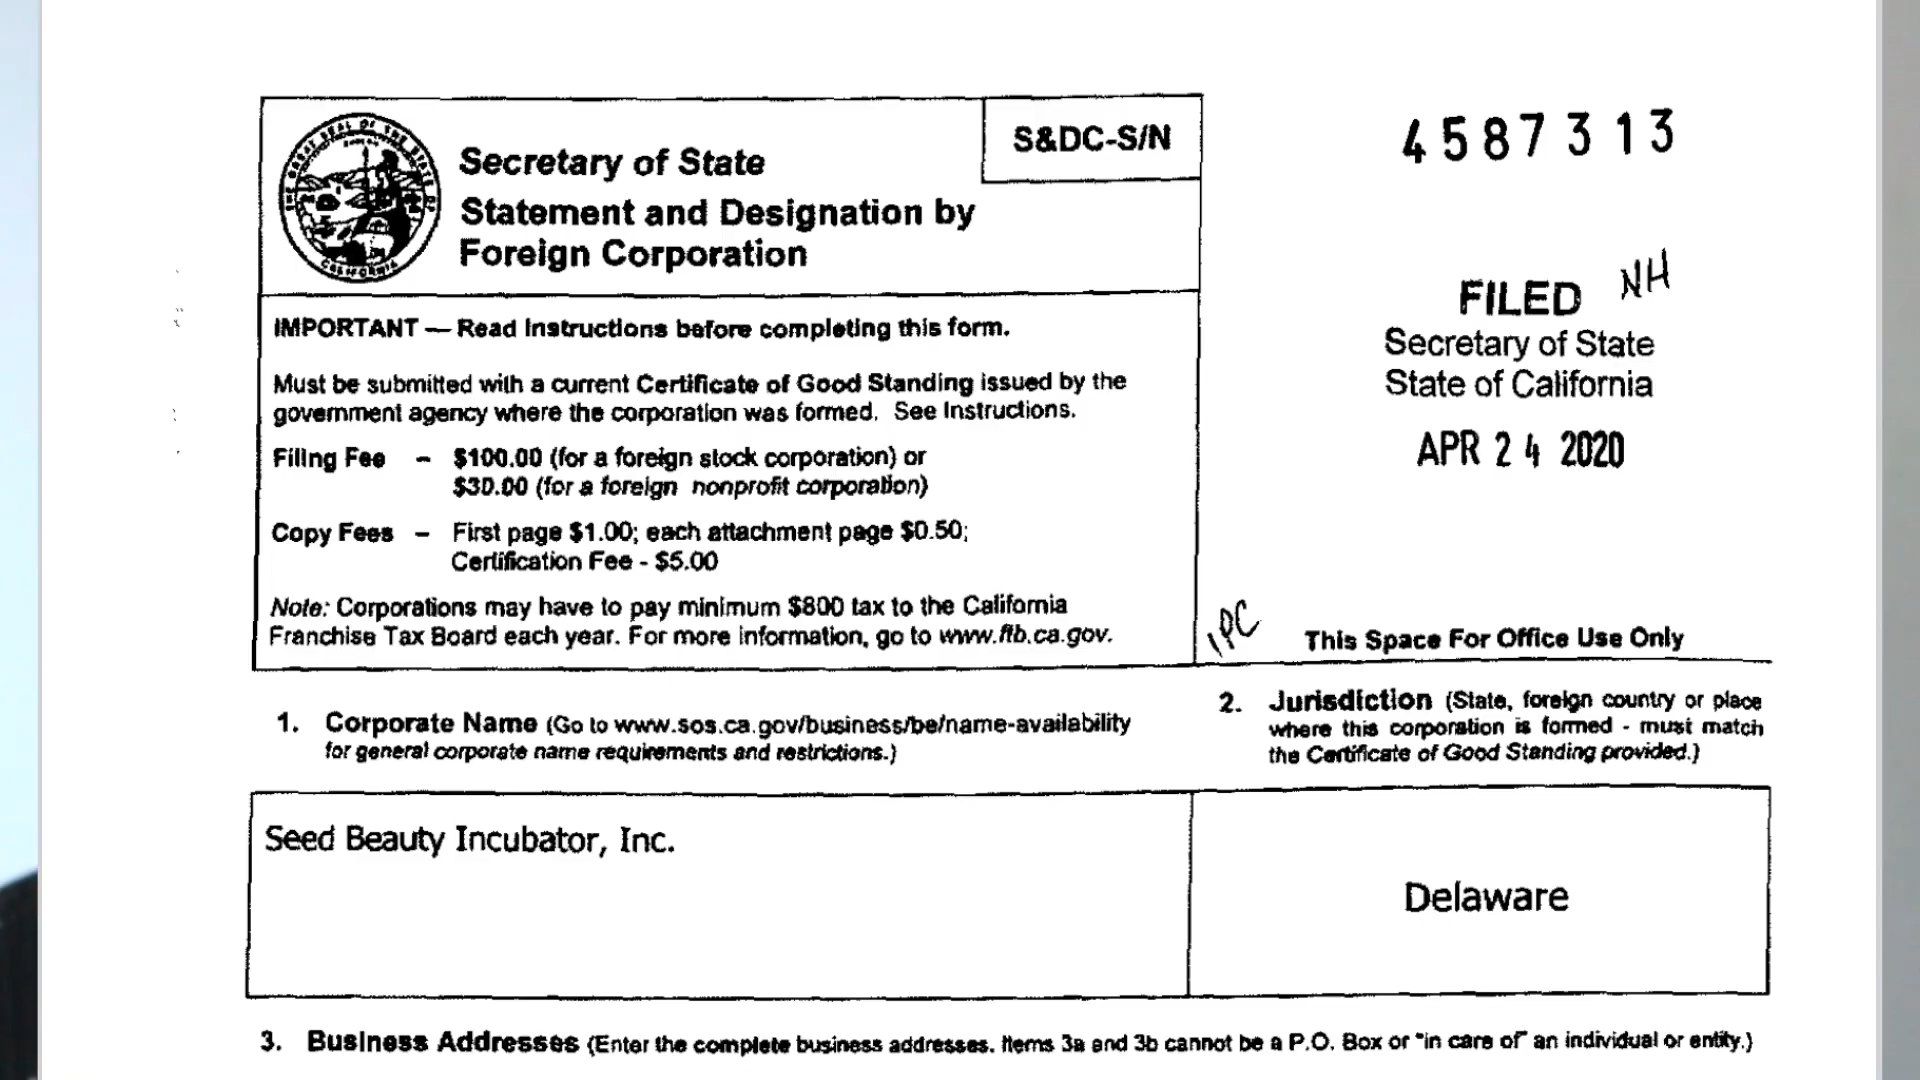 S&DC-S/N
4587313
Secretary of State
Statement and Designation by
Foreign Corporation
FILED NH
Secretary of State
State of California
APR 24 2020
IMPORTANT — Read Instructions before completing this form.
Must be submitted with a current Certificate of Good Standing issued by the
government agency where the corporation was formed. See Instructions.
Filing Fee – $100.00 (for a foreign stock corporation) or
$30.00 (for a foreign nonprofit corporation)
Copy Fees – First page $1.00; each attachment page $0.50;
Certification Fee - $5.00
Note: Corporations may have to pay minimum $800 tax to the California
Franchise Tax Board each year. For more information, go to www.ftb.ca.gov.
1PC
This Space For Office Use Only
1. Corporate Name (Go to www.sos.ca.gov/business/be/name-availability
for general corporate name requirements and restrictions.)
2. Jurisdiction (State, foreign country or place
where this corporation is formed - must match
the Certificate of Good Standing provided.)
Seed Beauty Incubator, Inc.
Delaware
3. Business Addresses (Enter the complete business addresses. Items 3a and 3b cannot be a P.O. Box or "in care of" an individual or entity.)